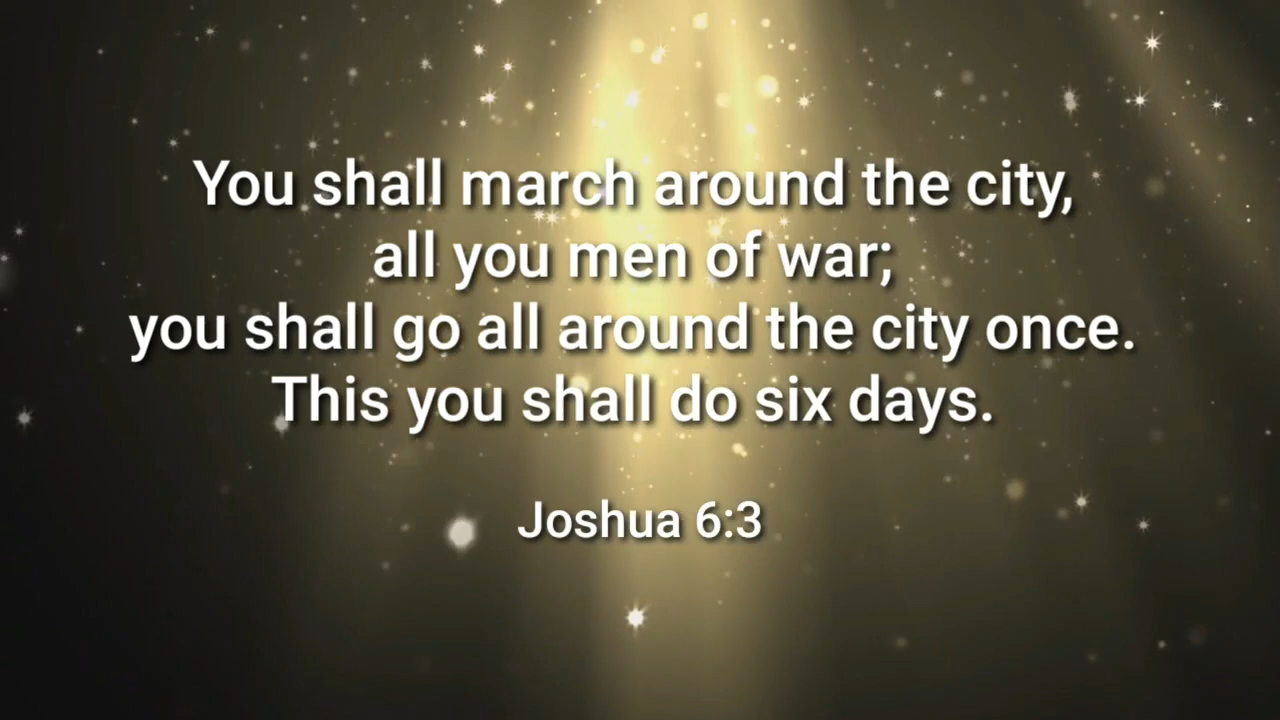 You shall march around the city,
all you men of war;
you shall go all around the city once.
This you shall do six days.
Joshua 6:3